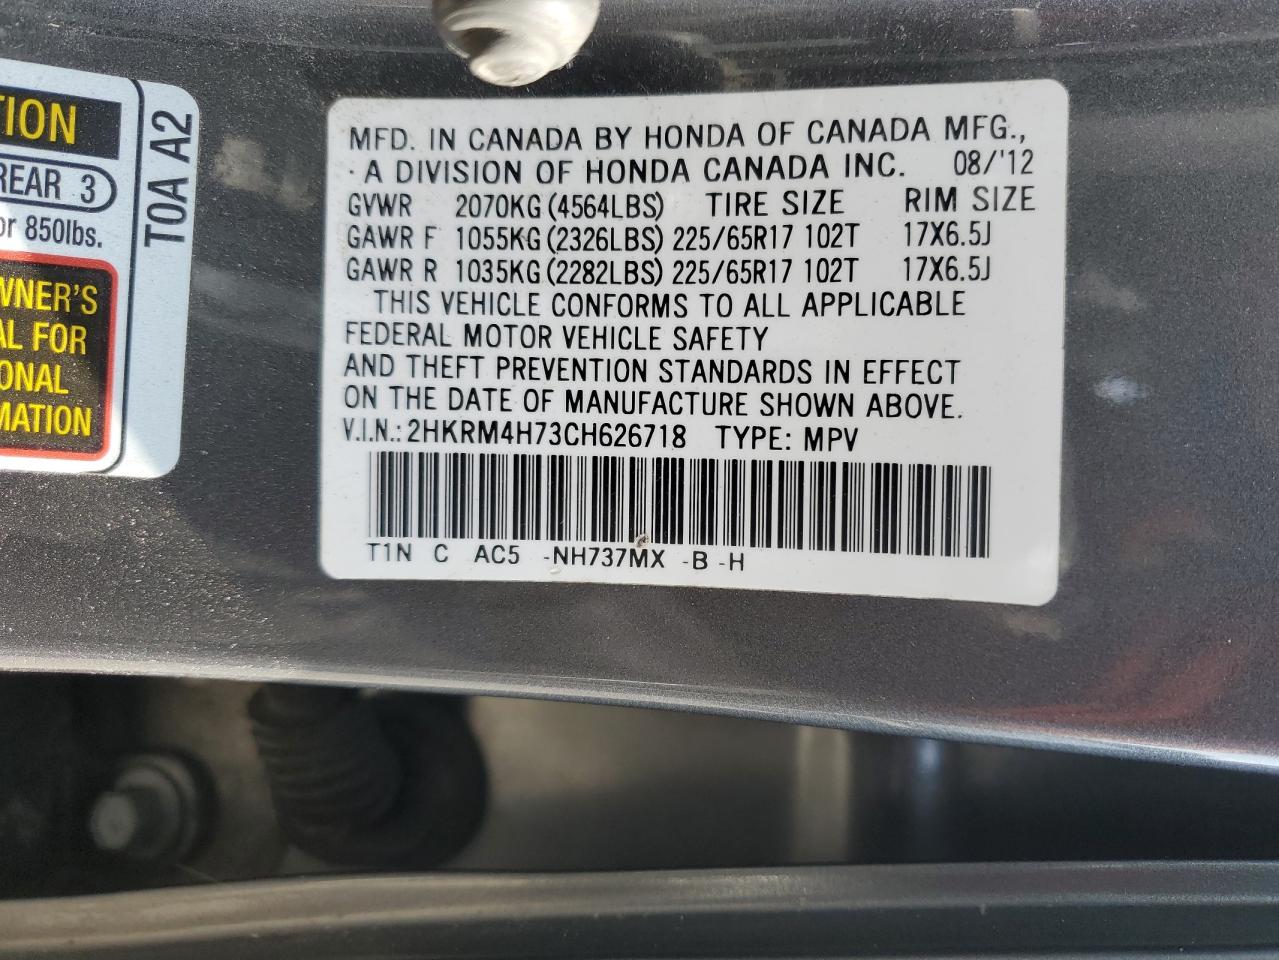 TION
REAR 3
or 850lbs.
WNER'S
AL FOR
ONAL
MATION
T0A A2
MFD. IN CANADA BY HONDA OF CANADA MFG.,
A DIVISION OF HONDA CANADA INC. 08/'12
GVWR 2070KG (4564LBS) TIRE SIZE RIM SIZE
GAWR F 1055KG (2326LBS) 225/65R17 102T 17X6.5J
GAWR R 1035KG (2282LBS) 225/65R17 102T 17X6.5J
THIS VEHICLE CONFORMS TO ALL APPLICABLE
FEDERAL MOTOR VEHICLE SAFETY
AND THEFT PREVENTION STANDARDS IN EFFECT
ON THE DATE OF MANUFACTURE SHOWN ABOVE.
V.I.N.: 2HKRM4H73CH626718 TYPE: MPV
T1N C AC5 -NH737MX -B -H